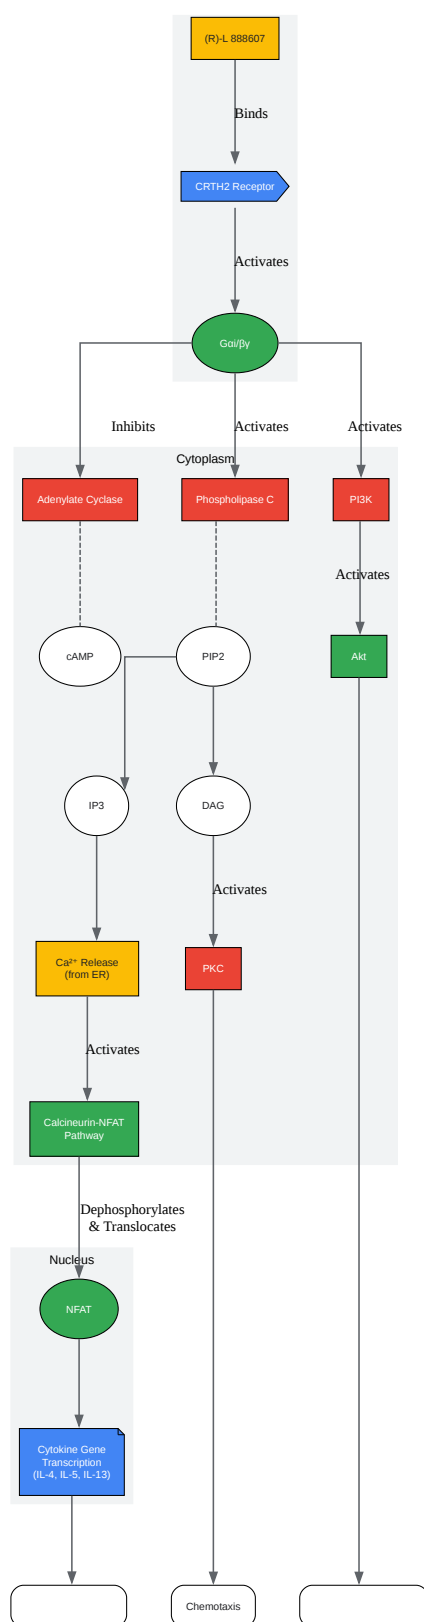 (R)-L 888607
Binds
CRTH2 Receptor
Activates
Gαi/βγ
Inhibits
Activates
Activates
Cytoplasm
Adenylate Cyclase
Phospholipase C
PI3K
Activates
cAMP
PIP2
Akt
IP3
DAG
Activates
Ca²⁺ Release
(from ER)
PKC
Activates
Calcineurin-NFAT
Pathway
Dephosphorylates
& Translocates
Nucleus
NFAT
Cytokine Gene
Transcription
(IL-4, IL-5, IL-13)
Chemotaxis